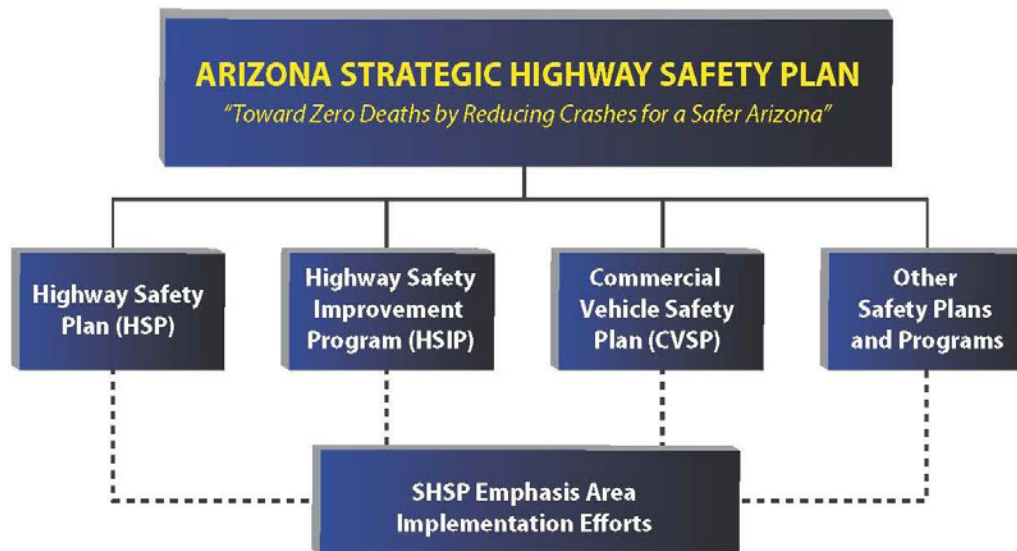 ARIZONA STRATEGIC HIGHWAY SAFETY PLAN
“Toward Zero Deaths by Reducing Crashes for a Safer Arizona”
Highway Safety
Plan (HSP)
Highway Safety
Improvement
Program (HSIP)
Commercial
Vehicle Safety
Plan (CVSP)
Other
Safety Plans
and Programs
SHSP Emphasis Area
Implementation Efforts